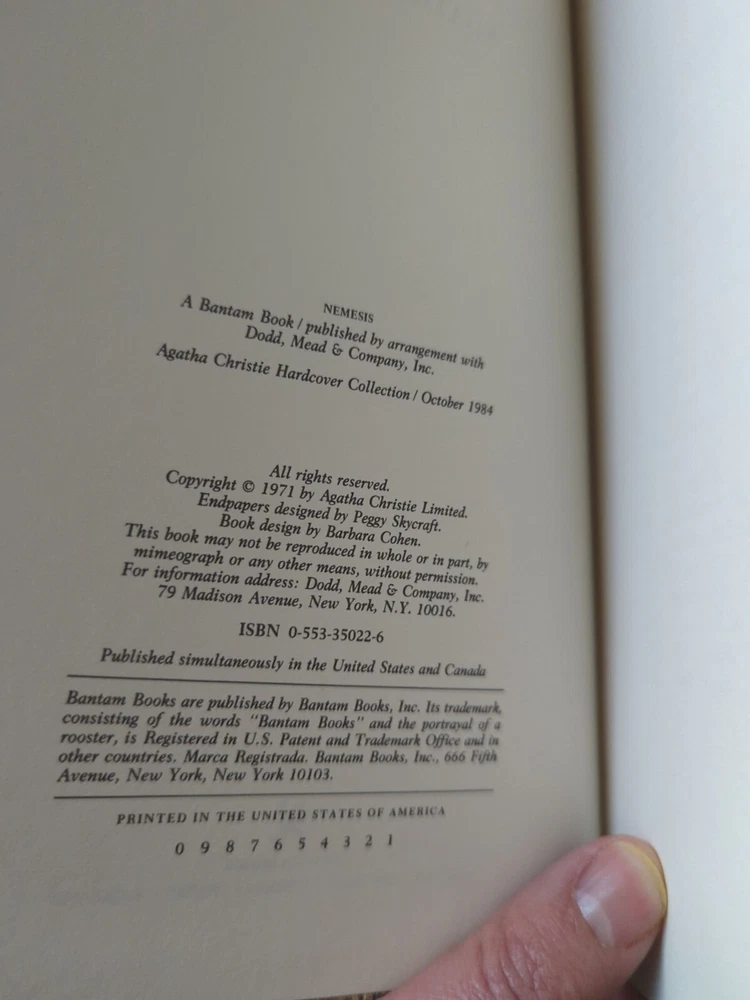 NEMESIS
A Bantam Book / published by arrangement with
Dodd, Mead & Company, Inc.
Agatha Christie Hardcover Collection / October 1984
All rights reserved.
Copyright © 1971 by Agatha Christie Limited.
Endpapers designed by Peggy Skycraft.
Book design by Barbara Cohen.
This book may not be reproduced in whole or in part, by
mimeograph or any other means, without permission.
For information address: Dodd, Mead & Company, Inc.
79 Madison Avenue, New York, N.Y. 10016.
ISBN 0-553-35022-6
Published simultaneously in the United States and Canada
Bantam Books are published by Bantam Books, Inc. Its trademark,
consisting of the words "Bantam Books" and the portrayal of a
rooster, is Registered in U.S. Patent and Trademark Office and in
other countries. Marca Registrada. Bantam Books, Inc., 666 Fifth
Avenue, New York, New York 10103.
PRINTED IN THE UNITED STATES OF AMERICA
0 9 8 7 6 5 4 3 2 1